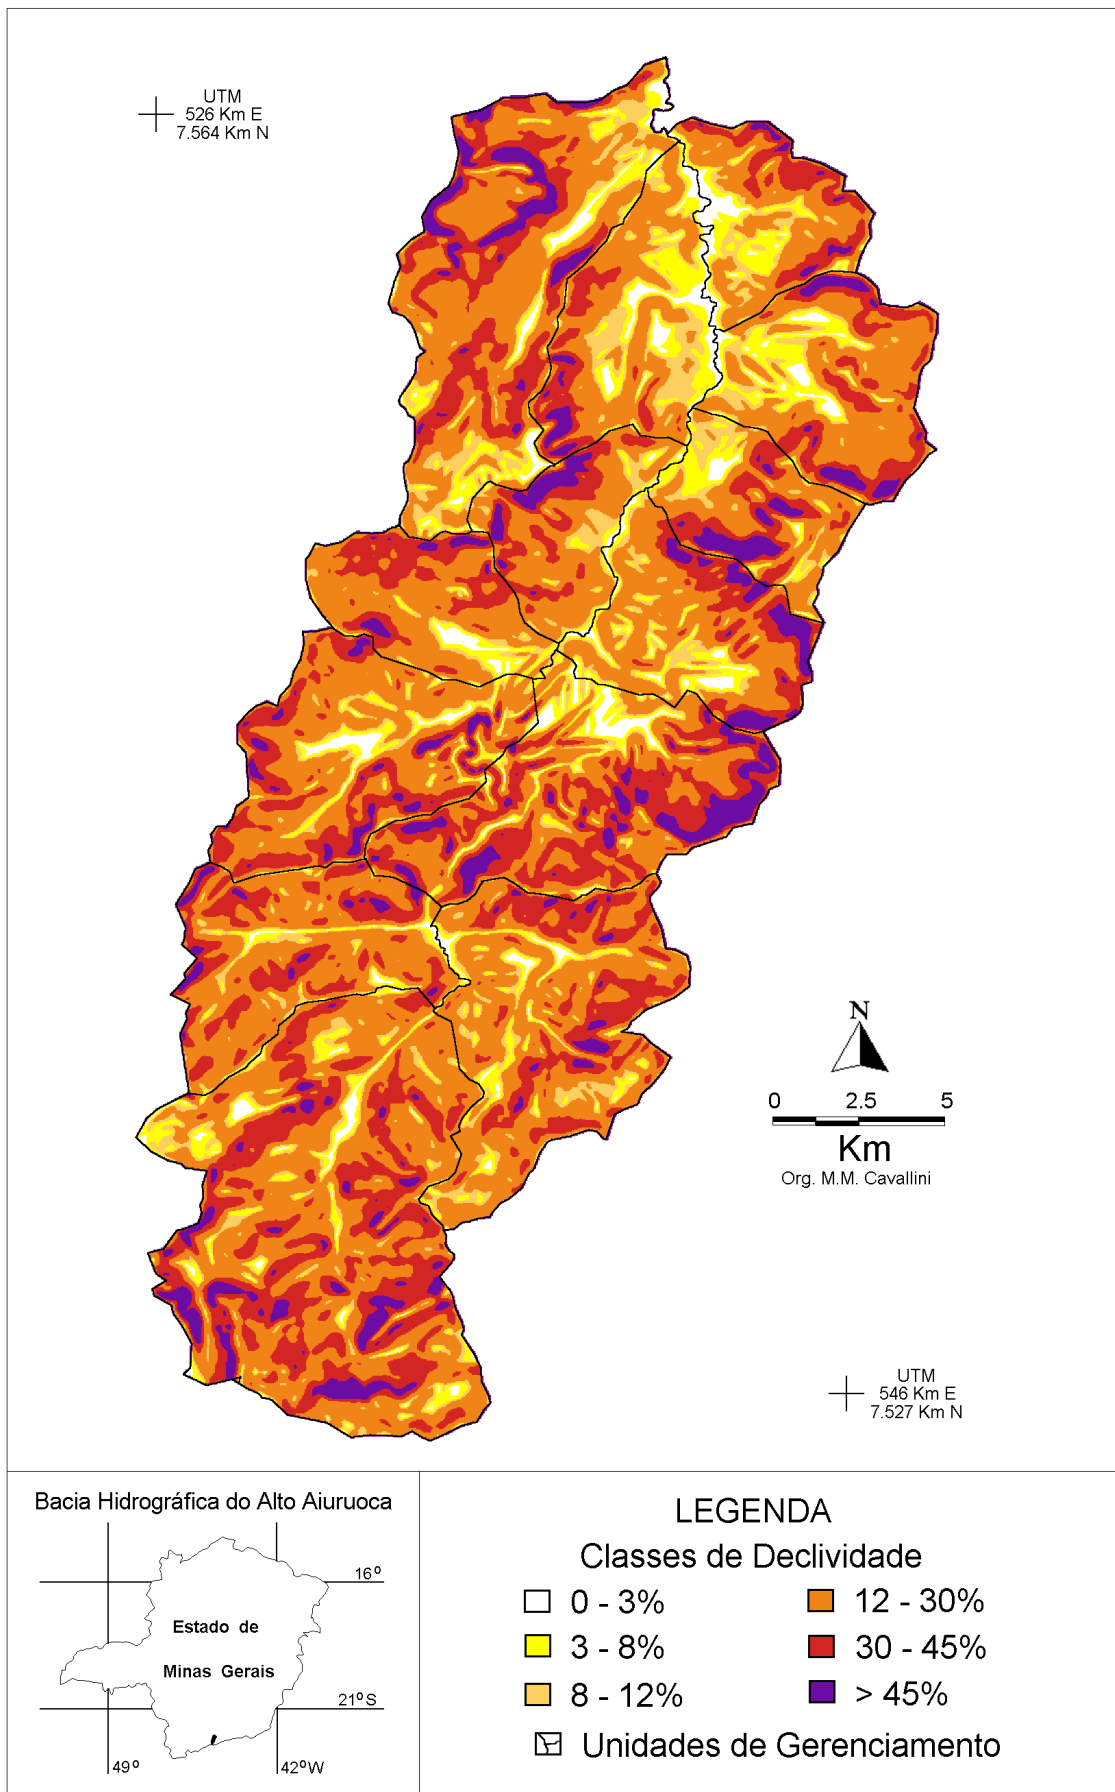 UTM
526 Km E
7.564 Km N
N
0 2.5 5
Km
Org. M.M. Cavallini
UTM
546 Km E
7.527 Km N
Bacia Hidrográfica do Alto Aiuruoca
16º
Estado de
Minas Gerais
21º S
49º
42ºW
LEGENDA
Classes de Declividade
0 - 3%
12 - 30%
3 - 8%
30 - 45%
8 - 12%
> 45%
Unidades de Gerenciamento